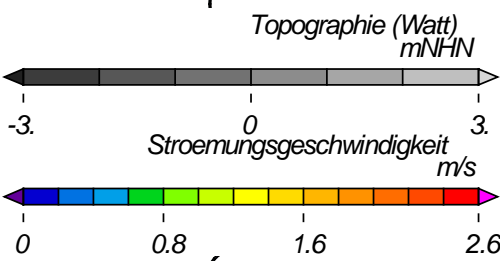 Topographie (Watt)
mNHN
-3. 0 3.
Stroemungsgeschwindigkeit
m/s
0 0.8 1.6 2.6